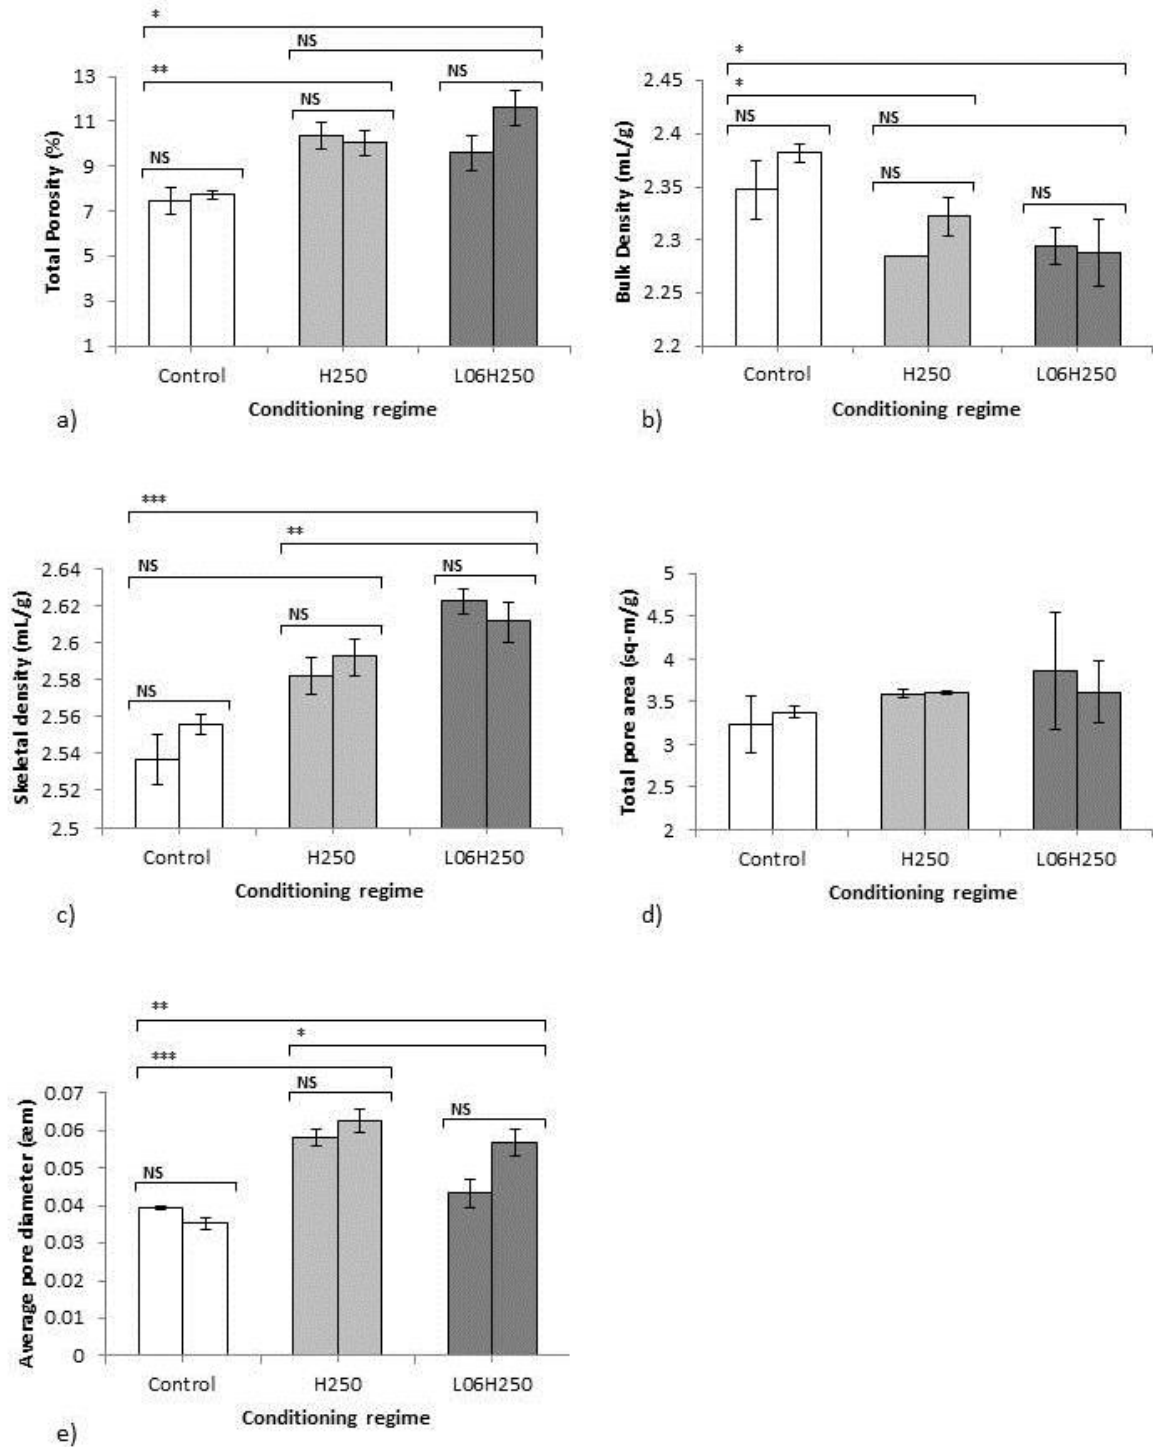 *
NS
**
NS
NS
NS
13
11
9
7
5
3
1
Total Porosity (%)
Control
H250
L06H250
Conditioning regime
a)
*
*
NS
NS
NS
NS
2.45
2.4
2.35
2.3
2.25
2.2
Bulk Density (mL/g)
Control
H250
L06H250
Conditioning regime
b)
***
**
NS
NS
NS
NS
2.64
2.62
2.6
2.58
2.56
2.54
2.52
2.5
Skeletal density (mL/g)
Control
H250
L06H250
Conditioning regime
c)
5
4.5
4
3.5
3
2.5
2
Total pore area (sq-m/g)
Control
H250
L06H250
Conditioning regime
d)
**
*
***
NS
NS
NS
0.07
0.06
0.05
0.04
0.03
0.02
0.01
0
Average pore diameter (æm)
Control
H250
L06H250
Conditioning regime
e)